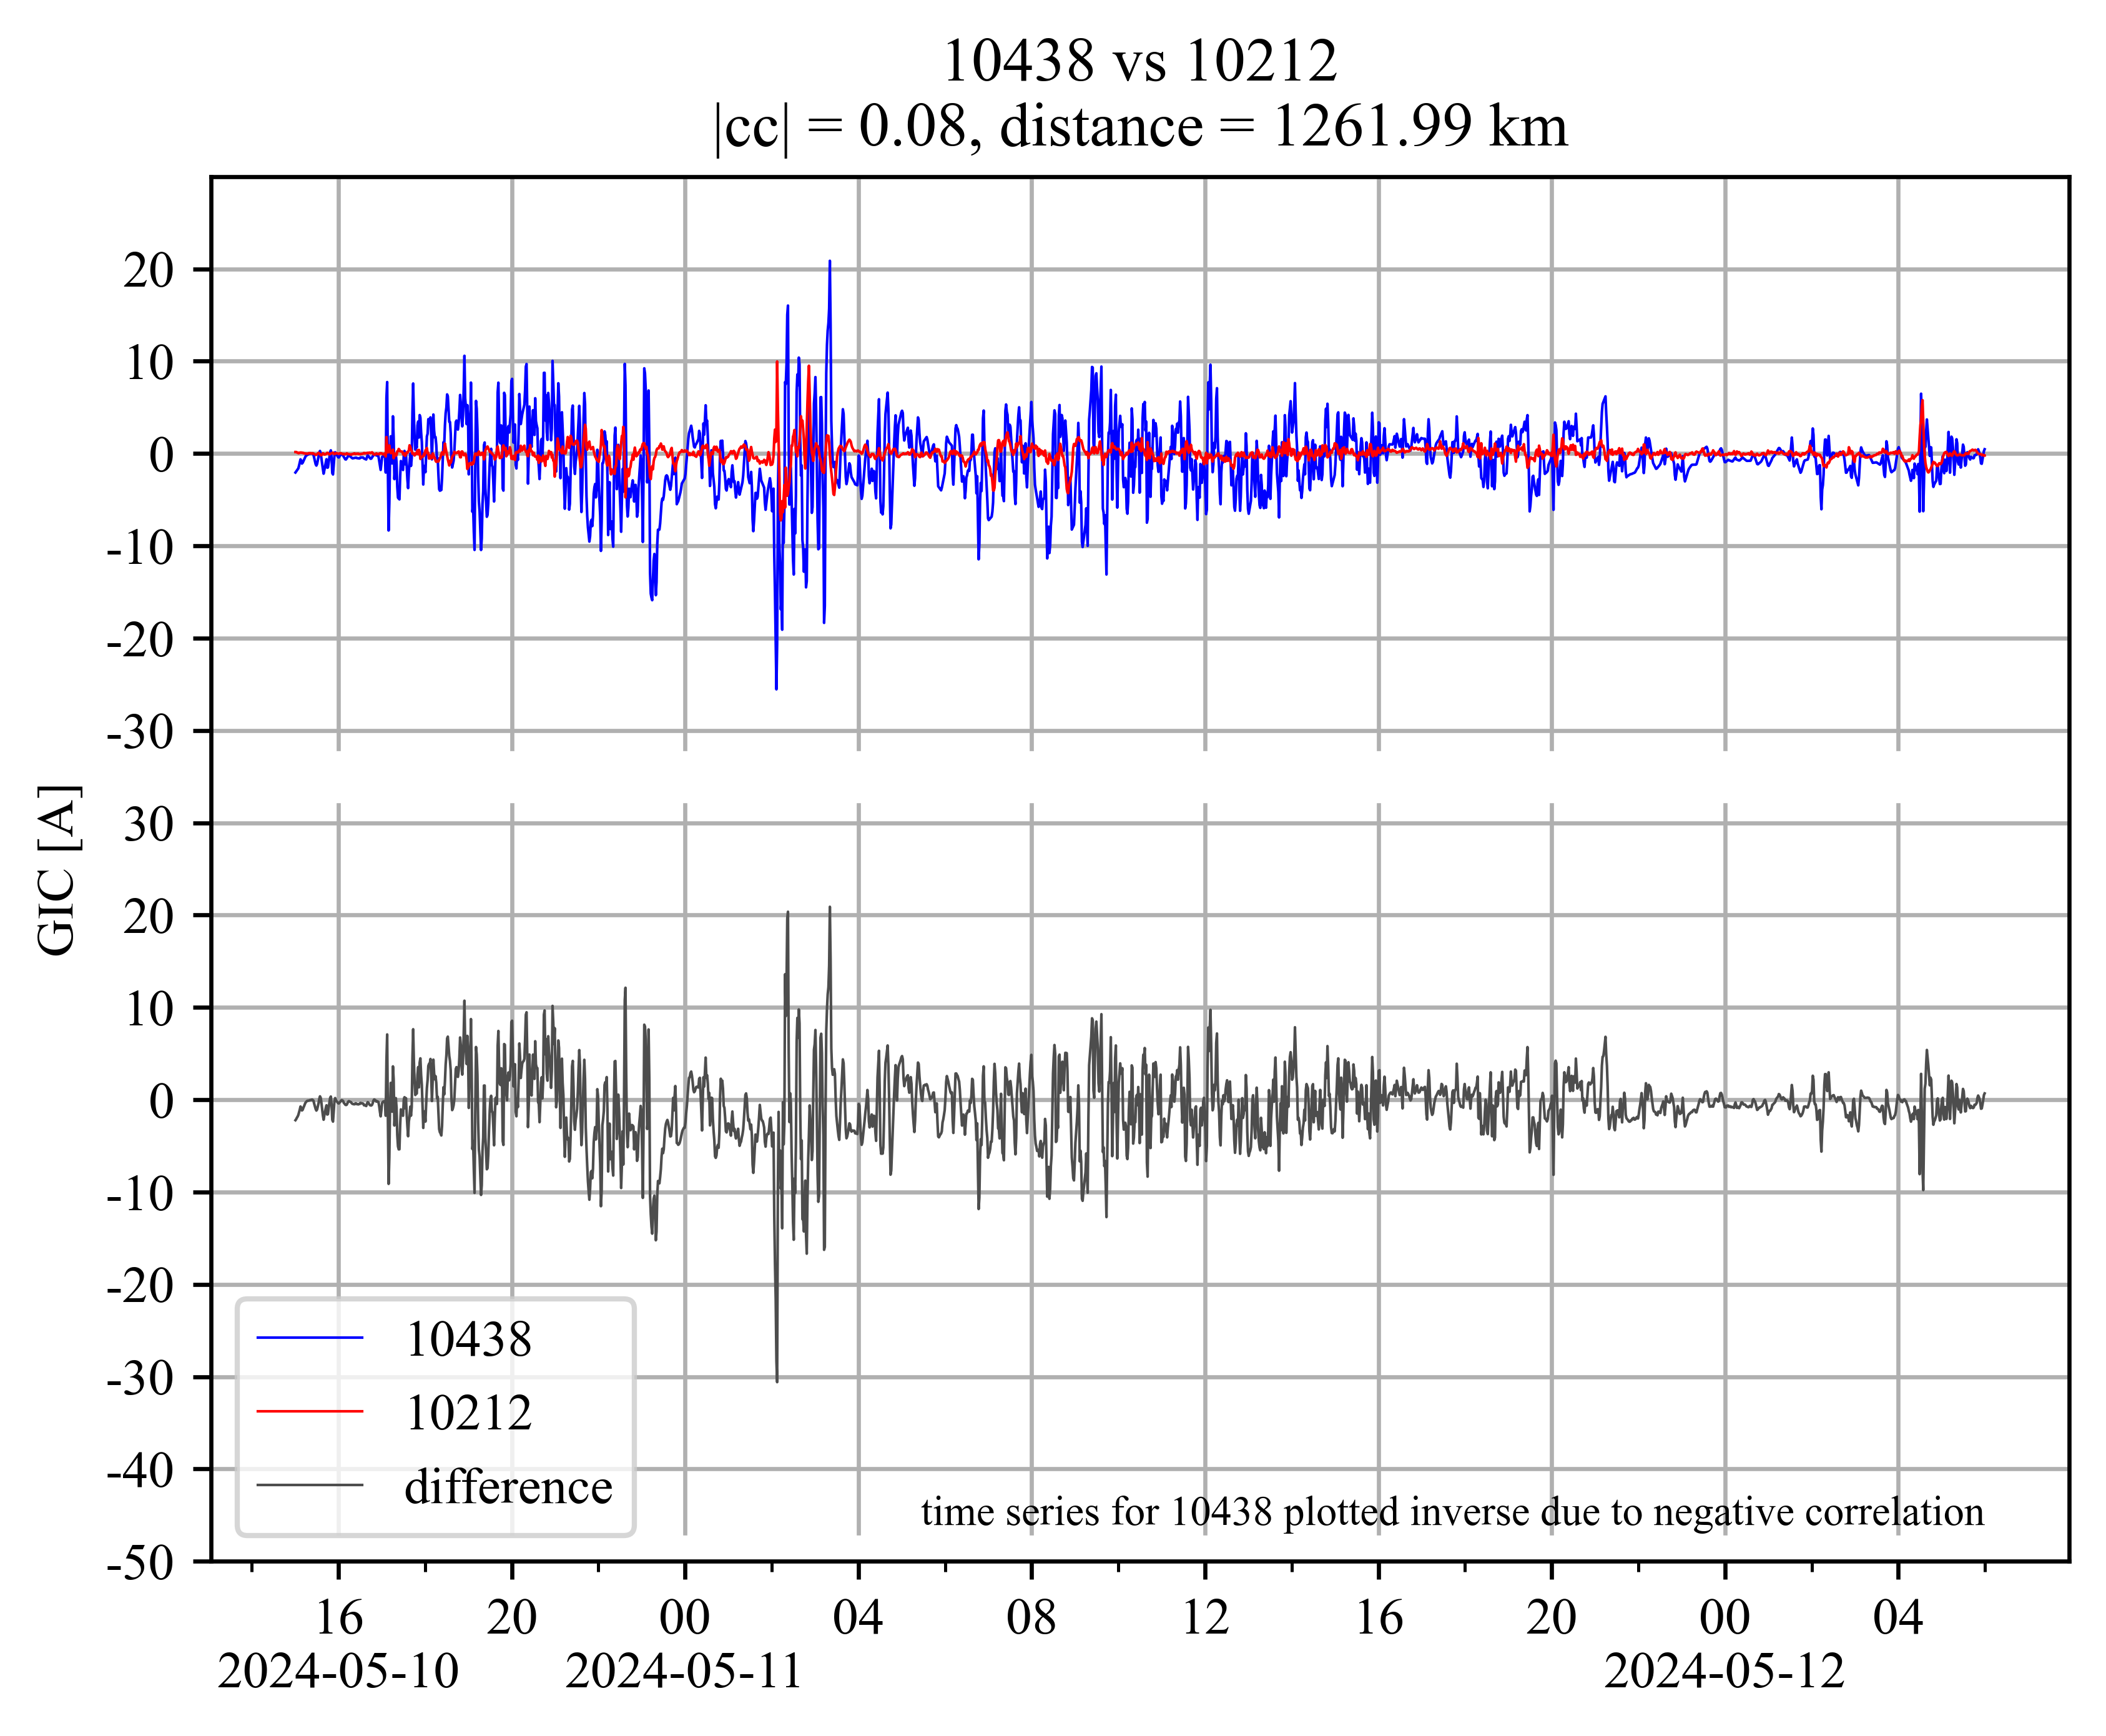 10438 vs 10212
|cc| = 0.08, distance = 1261.99 km
20
10
0
-10
-20
-30
30
20
10
0
-10
-20
-30
-40
-50
GIC [A]
10438
10212
difference
time series for 10438 plotted inverse due to negative correlation
16 20 00 04 08 12 16 20 00 04
2024-05-10 2024-05-11 2024-05-12